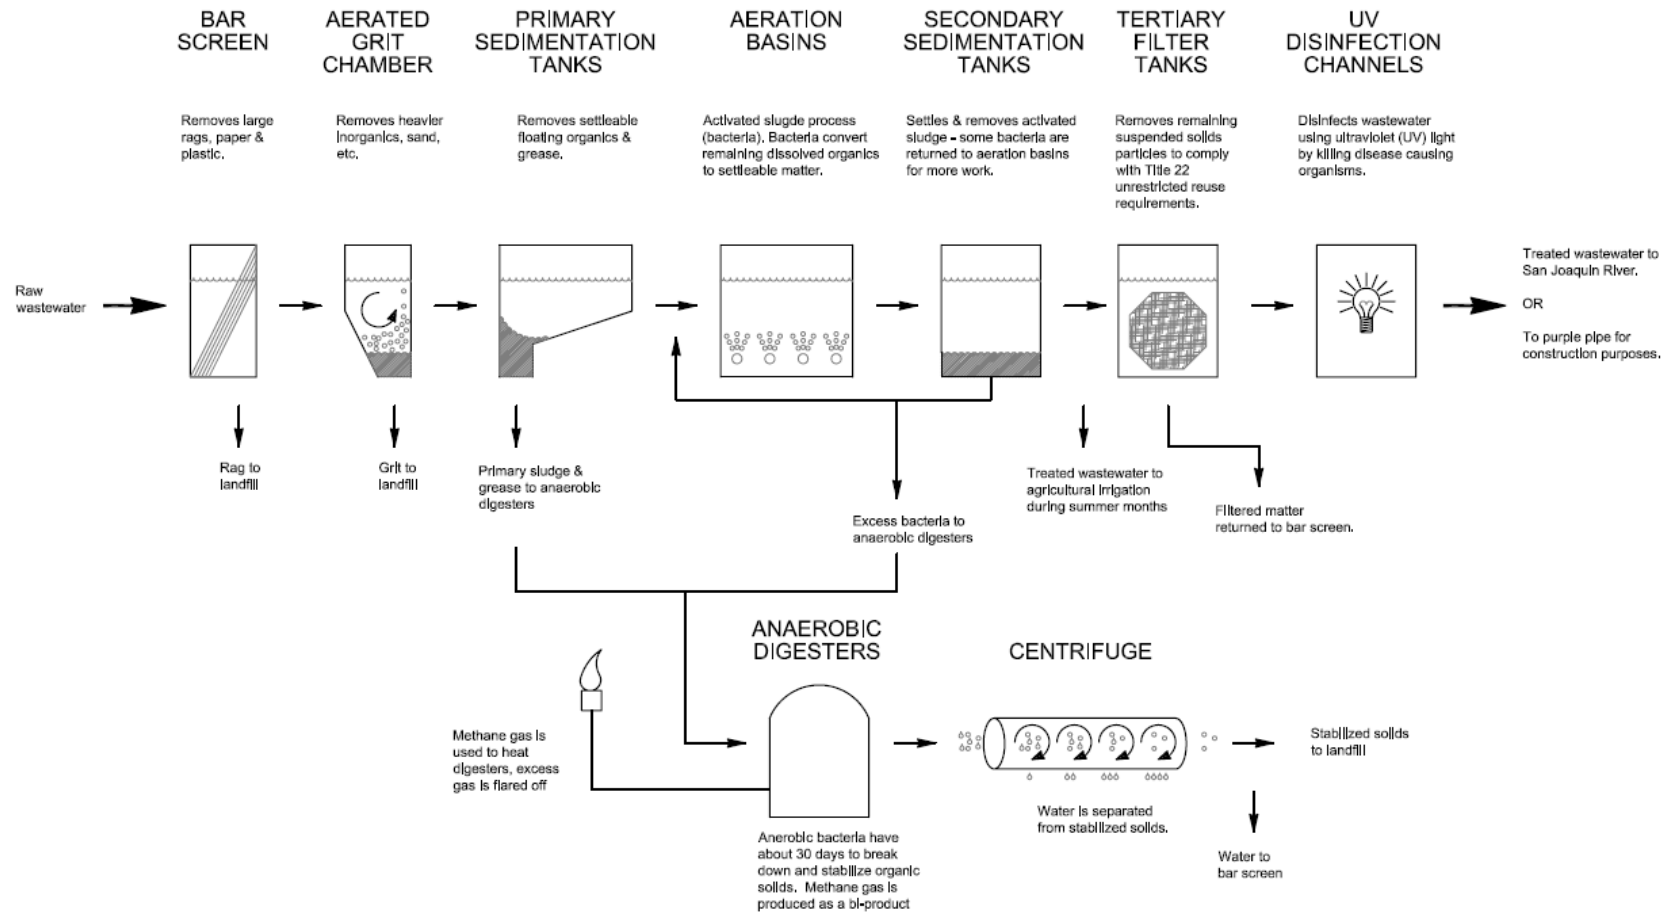 BAR
SCREEN
AERATED
GRIT
CHAMBER
PRIMARY
SEDIMENTATION
TANKS
AERATION
BASINS
SECONDARY
SEDIMENTATION
TANKS
TERTIARY
FILTER
TANKS
UV
DISINFECTION
CHANNELS
Removes large
rags, paper &
plastic.
Removes heavier
inorganics, sand,
etc.
Removes settleable
floating organics &
grease.
Activated slugde process
(bacteria). Bacteria convert
remaining dissolved organics
to settleable matter.
Settles & removes activated
sludge - some bacteria are
returned to aeration basins
for more work.
Removes remaining
suspended solids
particles to comply
with Title 22
unrestricted reuse
requirements.
Disinfects wastewater
using ultraviolet (UV) light
by killing disease causing
organisms.
Raw
wastewater
Treated wastewater to
San Joaquin River.
OR
To purple pipe for
construction purposes.
Rag to
landfill
Grit to
landfill
Primary sludge &
grease to anaerobic
digesters
Excess bacteria to
anaerobic digesters
Treated wastewater to
agricultural irrigation
during summer months
Filtered matter
returned to bar screen.
ANAEROBIC
DIGESTERS
CENTRIFUGE
Methane gas is
used to heat
digesters, excess
gas is flared off
Stabilized solids
to landfill
Water is separated
from stabilized solids.
Anerobic bacteria have
about 30 days to break
down and stabilize organic
solids. Methane gas is
produced as a bi-product
Water to
bar screen